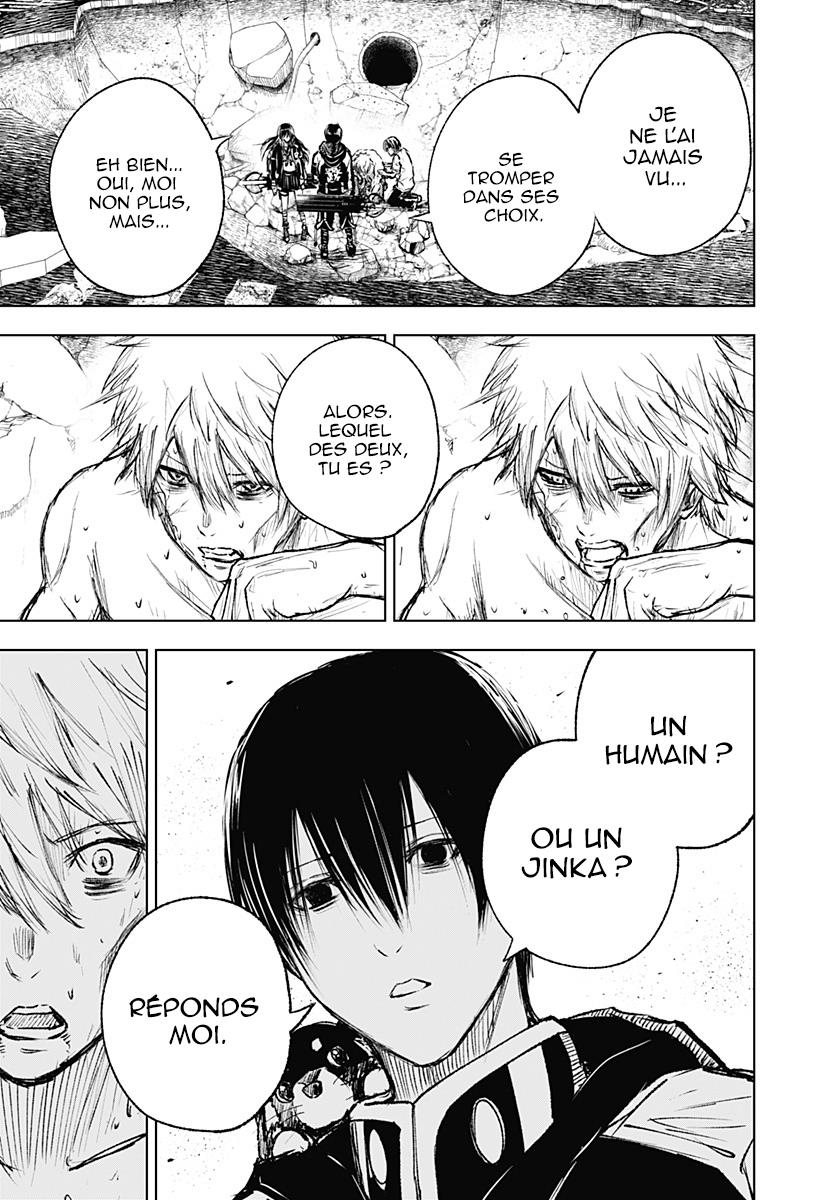 JE
NE L'AI
JAMAIS
VU...
SE
TROMPER
DANS SES
CHOIX.
EH BIEN...
OUI, MOI
NON PLUS,
MAIS...
ALORS.
LEQUEL
DES DEUX,
TU ES ?
UN
HUMAIN ?
OU UN
JINKA ?
RÉPONDS
MOI.